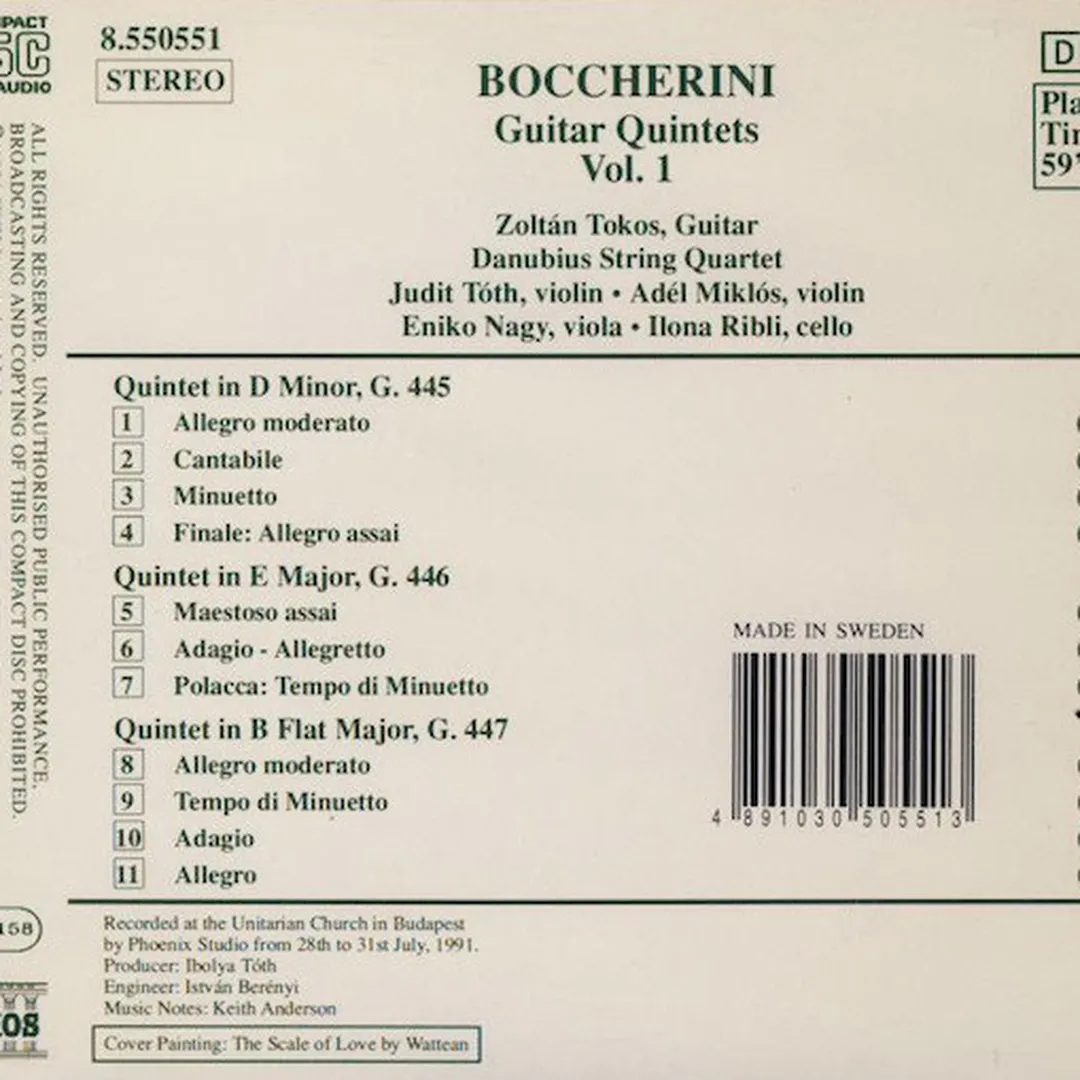 8.550551
STEREO
BOCCHERINI
Guitar Quintets
Vol. 1
Zoltán Tokos, Guitar
Danubius String Quartet
Judit Tóth, violin • Adél Miklós, violin
Eniko Nagy, viola • Ilona Ribli, cello
D
59'
AUDIO
ALL RIGHTS RESERVED. UNAUTHORISED PUBLIC PERFORMANCE,
BROADCASTING AND COPYING OF THIS COMPACT DISC PROHIBITED.
Quintet in D Minor, G. 445
1 Allegro moderato
2 Cantabile
3 Minuetto
4 Finale: Allegro assai
Quintet in E Major, G. 446
5 Maestoso assai
6 Adagio - Allegretto
7 Polacca: Tempo di Minuetto
Quintet in B Flat Major, G. 447
8 Allegro moderato
9 Tempo di Minuetto
10 Adagio
11 Allegro
MADE IN SWEDEN
4 891030 505513
158
Recorded at the Unitarian Church in Budapest
by Phoenix Studio from 28th to 31st July, 1991.
Producer: Ibolya Tóth
Engineer: István Berényi
Music Notes: Keith Anderson
Cover Painting: The Scale of Love by Wattean